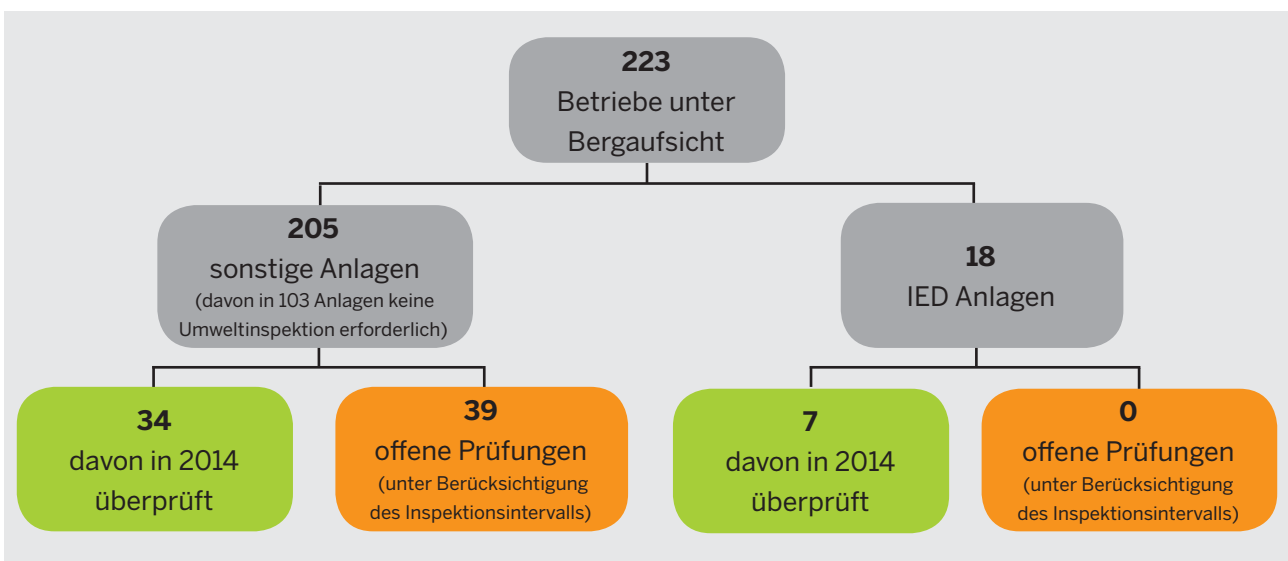 223
Betriebe unter
Bergaufsicht
205
sonstige Anlagen
(davon in 103 Anlagen keine
Umweltinspektion erforderlich)
18
IED Anlagen
34
davon in 2014
überprüft
39
offene Prüfungen
(unter Berücksichtigung
des Inspektionsintervalls)
7
davon in 2014
überprüft
0
offene Prüfungen
(unter Berücksichtigung
des Inspektionsintervalls)